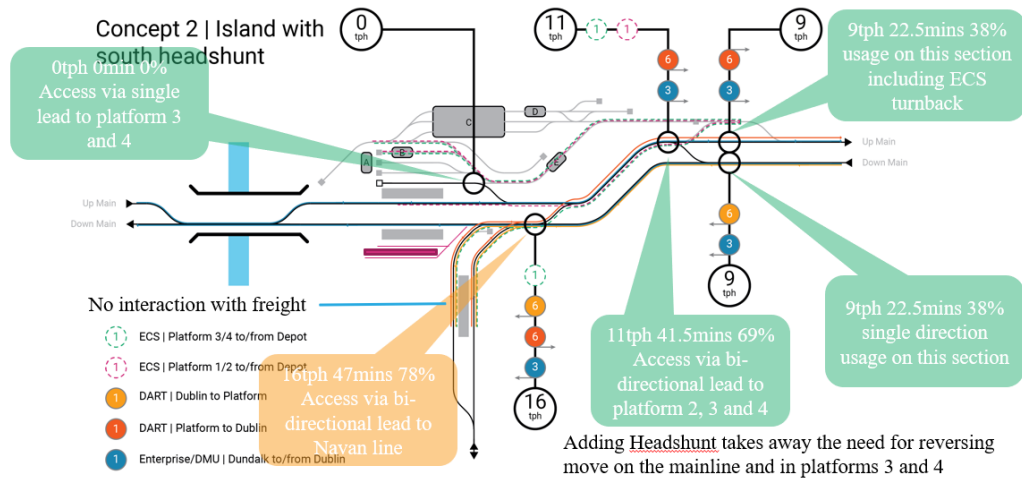 Concept 2 | Island with
south headshunt
0
tph
11
tph
1
1
9
tph
6
3
6
3
0tph 0min 0%
Access via single
lead to platform 3
and 4
9tph 22.5mins 38%
usage on this section
including ECS
turnback
A
B
C
D
E
Up Main
Down Main
Up Main
Down Main
1
6
6
3
16
tph
6
3
9
tph
No interaction with freight
1 ECS | Platform 3/4 to/from Depot
1 ECS | Platform 1/2 to/from Depot
1 DART | Dublin to Platform
1 DART | Platform to Dublin
1 Enterprise/DMU | Dundalk to/from Dublin
16tph 47mins 78%
Access via bi-
directional lead to
Navan line
11tph 41.5mins 69%
Access via bi-
directional lead to
platform 2, 3 and 4
9tph 22.5mins 38%
single direction
usage on this section
Adding Headshunt takes away the need for reversing
move on the mainline and in platforms 3 and 4